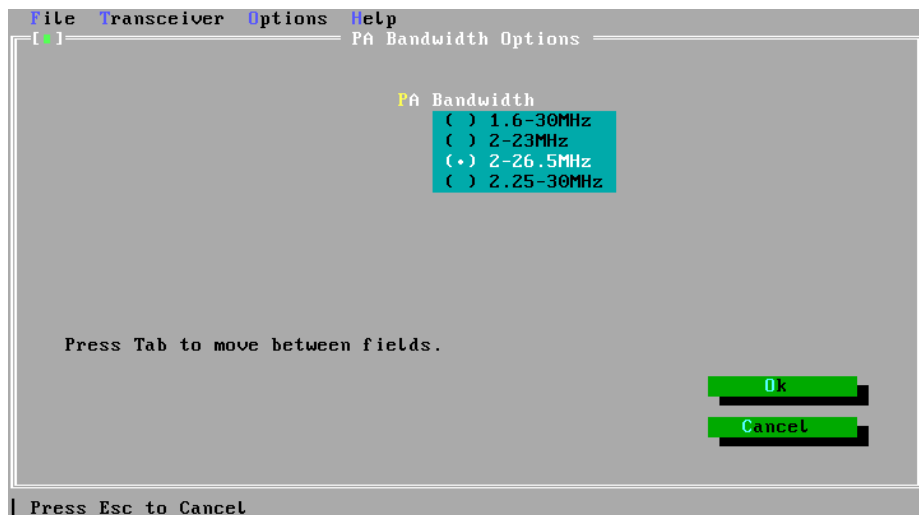 File Transceiver Options Help
[▪] PA Bandwidth Options
PA Bandwidth
( ) 1.6-30MHz
( ) 2-23MHz
(•) 2-26.5MHz
( ) 2.25-30MHz
Press Tab to move between fields.
Ok
Cancel
Press Esc to Cancel